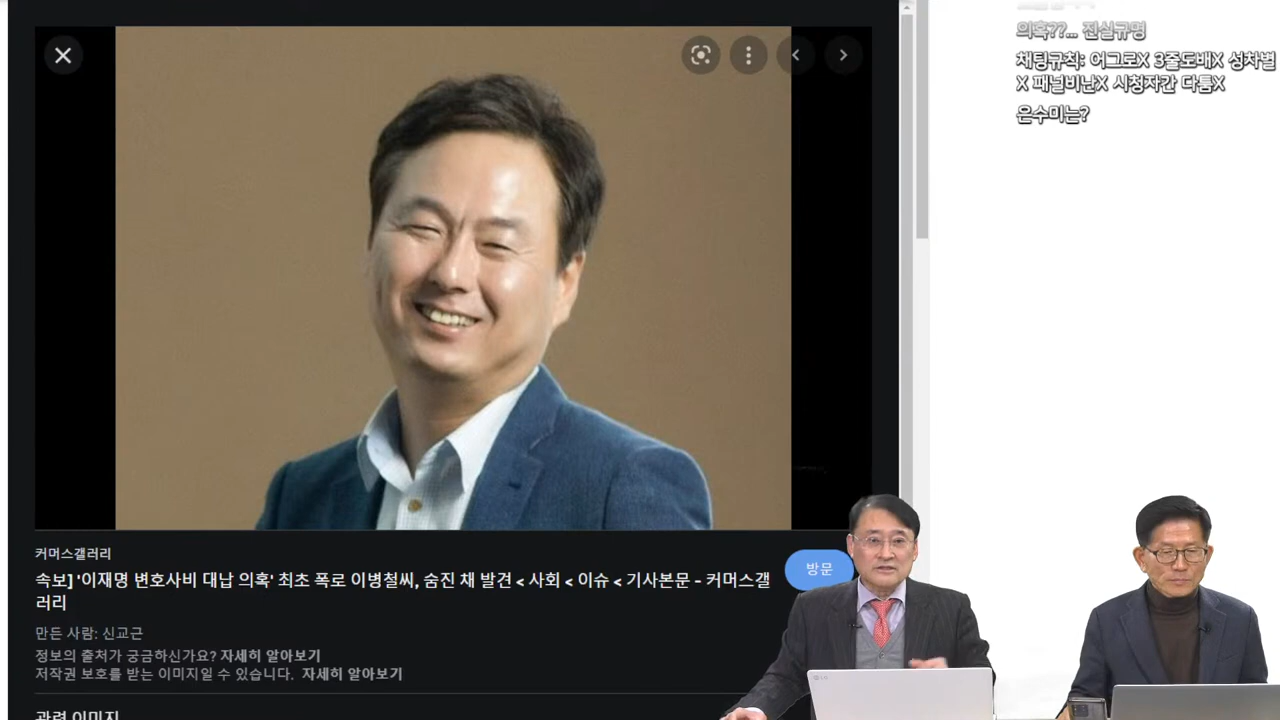 의혹??... 진실규명
채팅규칙: 어그로X 3줄도배X 성차별
X 패널비난X 시청자간 다툼X
은수미는?
커머스갤러리
속보] '이재명 변호사비 대납 의혹' 최초 폭로 이병철씨, 숨진 채 발견 < 사회 < 이슈 < 기사본문 - 커머스갤
러리
방문
만든 사람: 신교근
정보의 출처가 궁금하신가요? 자세히 알아보기
저작권 보호를 받는 이미지일 수 있습니다. 자세히 알아보기
관련 이미지